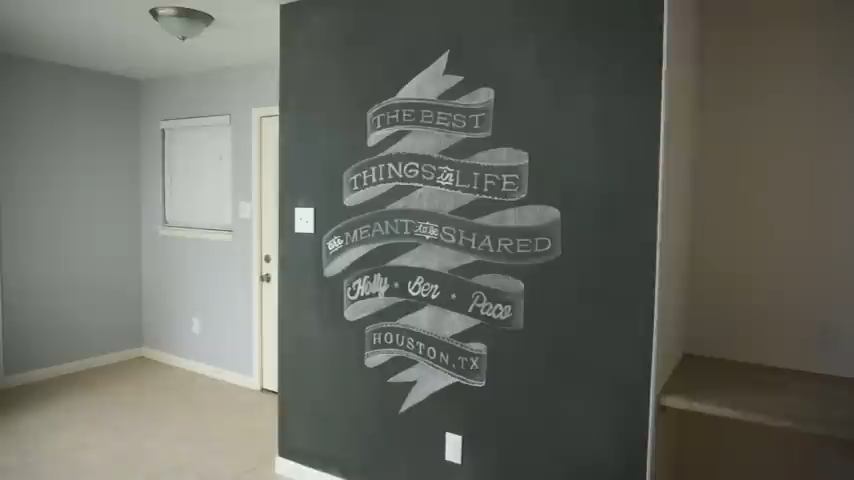 THE BEST
THINGS in LIFE
are MEANT to be SHARED
Holly · Ben · Paco
HOUSTON, TX